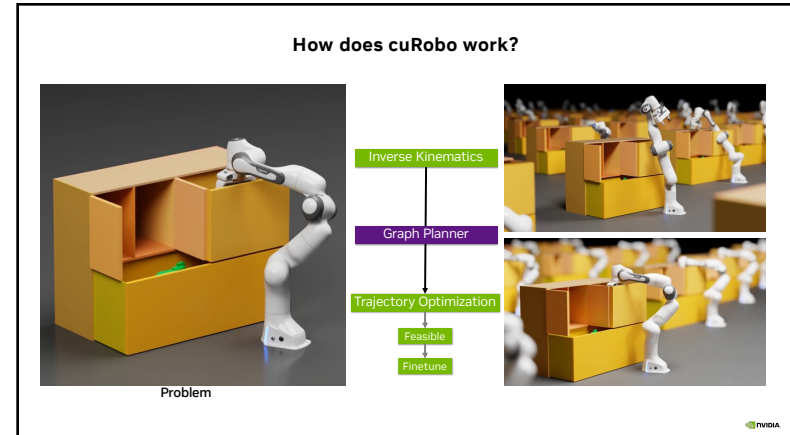 How does cuRobo work?
Inverse Kinematics
Graph Planner
Trajectory Optimization
Feasible
Finetune
Problem
NVIDIA